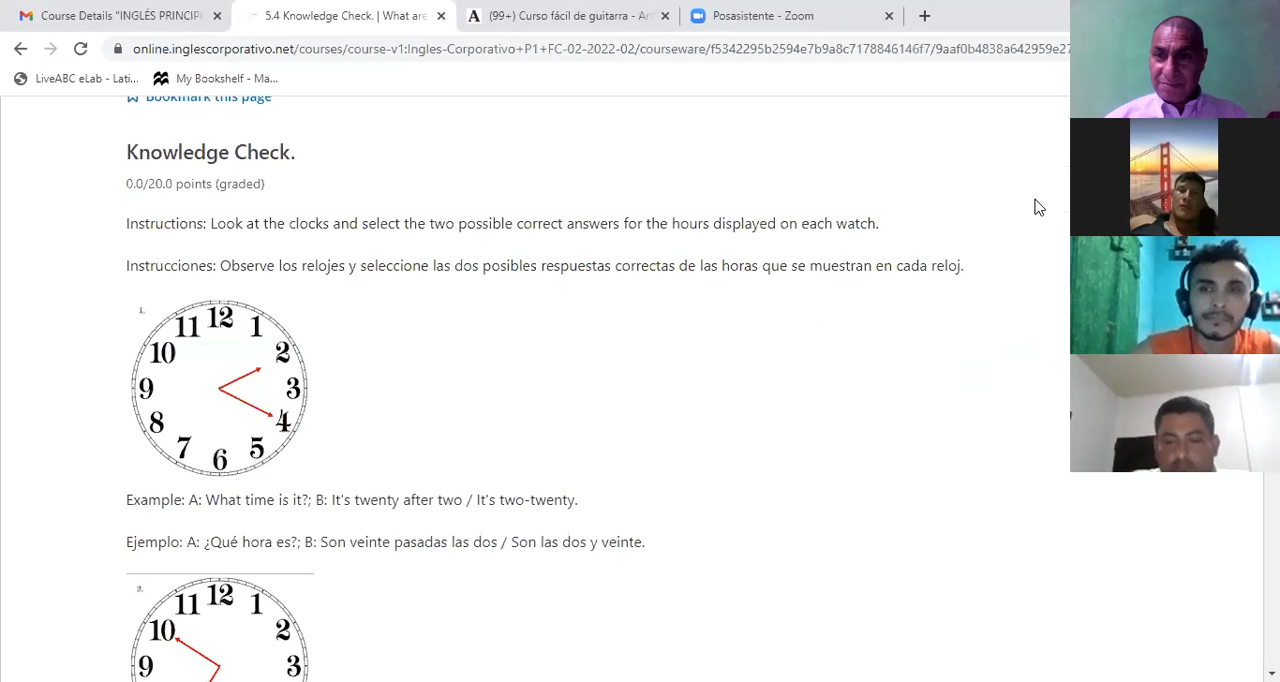 Course Details "INGLÉS PRINCIPI
5.4 Knowledge Check. | What are
(99+) Curso fácil de guitarra - Ar
Posasistente - Zoom
online.inglescorporativo.net/courses/course-v1:Ingles-Corporativo+P1+FC-02-2022-02/courseware/f5342295b2594e7b9a8c7178846146f7/9aaf0b4838a642959e27
LiveABC eLab - Lati...
My Bookshelf - Ma...
Bookmark this page
Knowledge Check.
0.0/20.0 points (graded)
Instructions: Look at the clocks and select the two possible correct answers for the hours displayed on each watch.
Instrucciones: Observe los relojes y seleccione las dos posibles respuestas correctas de las horas que se muestran en cada reloj.
1.
12
11 1
10 2
9 3
8 4
7 5
6
Example: A: What time is it?; B: It's twenty after two / It's two-twenty.
Ejemplo: A: ¿Qué hora es?; B: Son veinte pasadas las dos / Son las dos y veinte.
2.
12
11 1
10 2
9 3